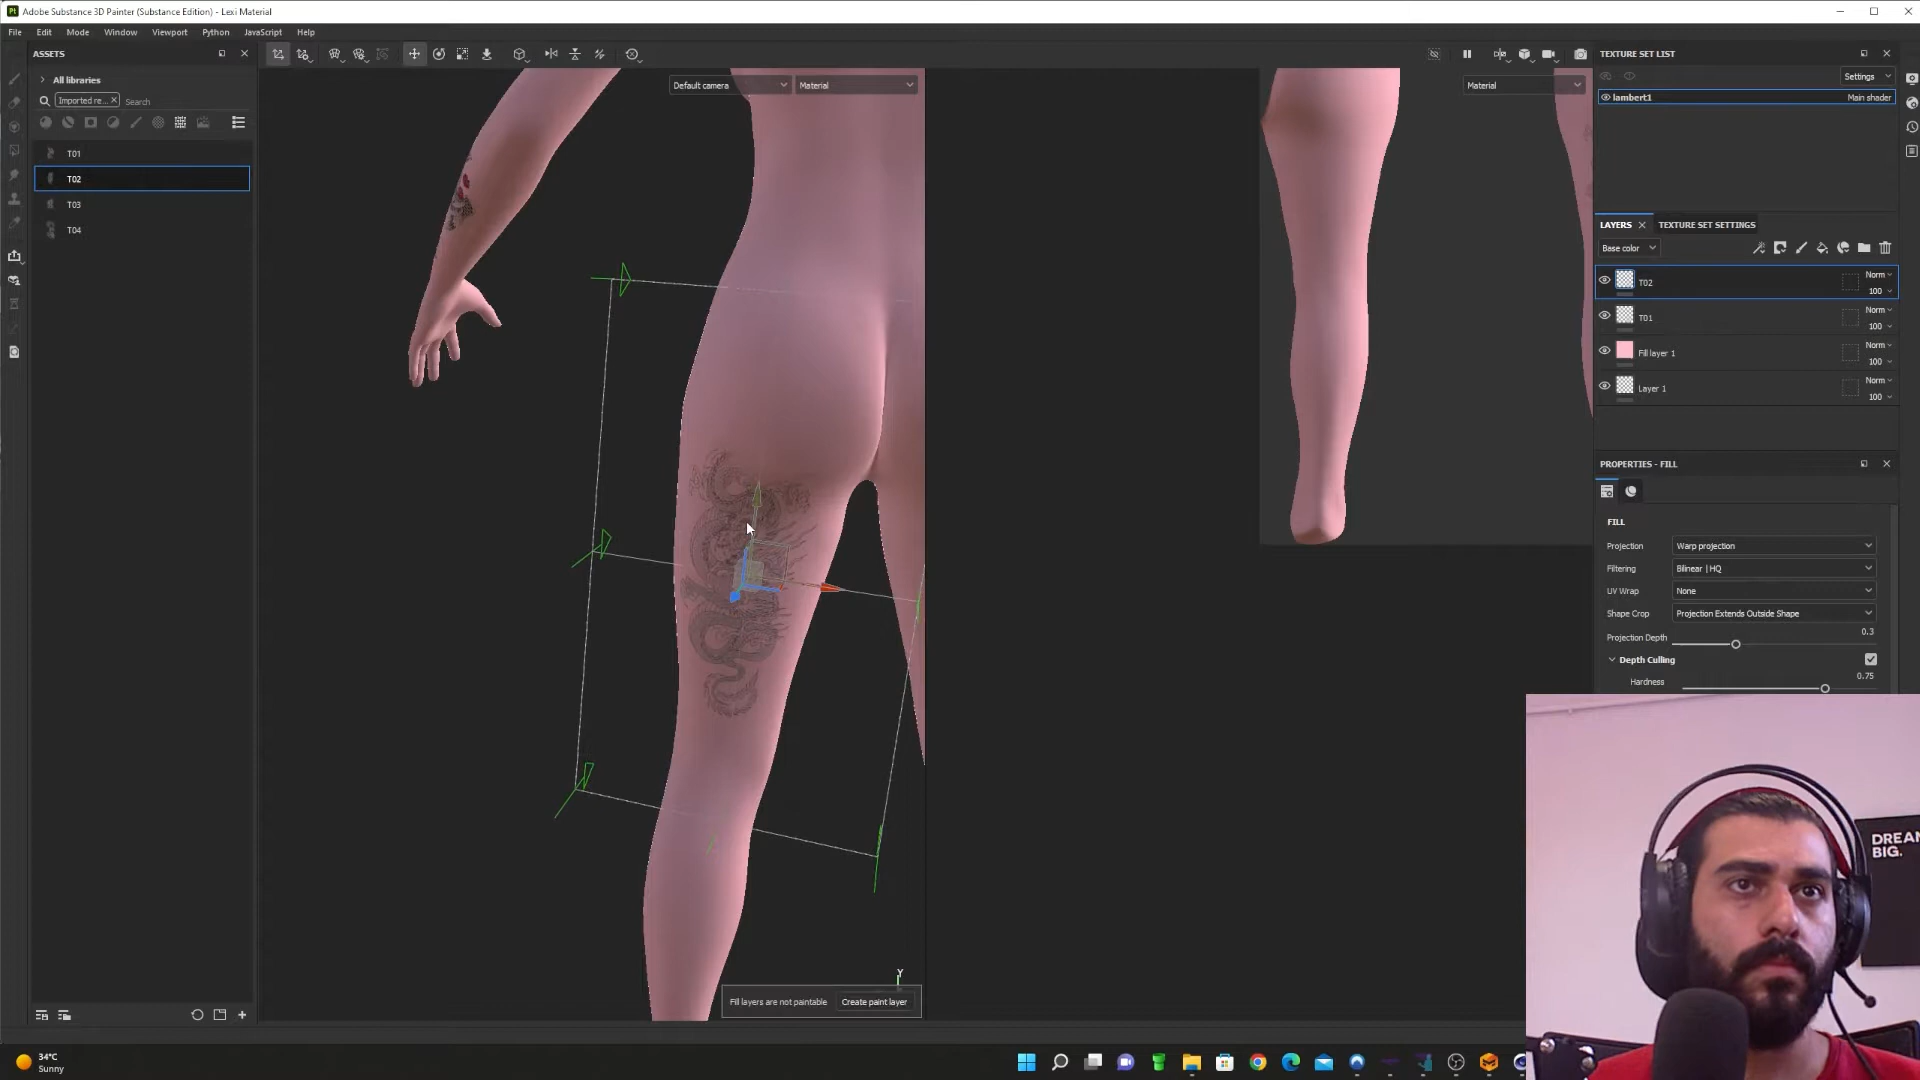 Adobe Substance 3D Painter (Substance Edition) - Lexi Material
File Edit Mode Window Viewport Python JavaScript Help
ASSETS
All libraries
Imported re... Search
T01
T02
T03
T04
Default camera
Material
Fill layers are not paintable Create paint layer
Y
Material
TEXTURE SET LIST
Settings
lambert1 Main shader
LAYERS TEXTURE SET SETTINGS
Base color
T02 Norm 100
T01 Norm 100
Fill layer 1 Norm 100
Layer 1 Norm 100
PROPERTIES - FILL
FILL
Projection Warp projection
Filtering Bilinear | HQ
UV Wrap None
Shape Crop Projection Extends Outside Shape
Projection Depth 0.3
Depth Culling
Hardness 0.75
DREAM
BIG.
34°C
Sunny